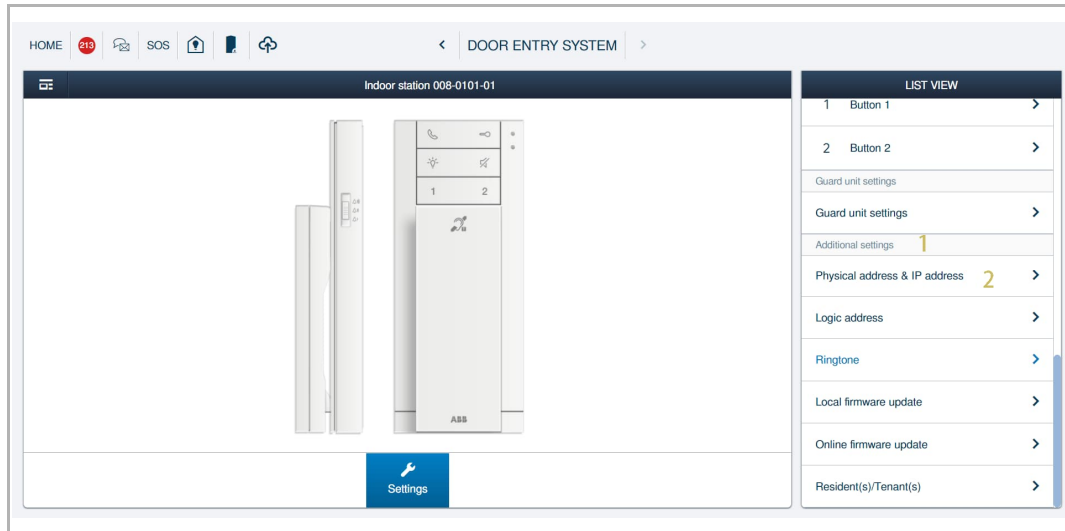 HOME 213 SOS DOOR ENTRY SYSTEM
Indoor station 008-0101-01
1 2
ABB
Settings
LIST VIEW
1 Button 1
2 Button 2
Guard unit settings
Guard unit settings
Additional settings 1
Physical address & IP address 2
Logic address
Ringtone
Local firmware update
Online firmware update
Resident(s)/Tenant(s)